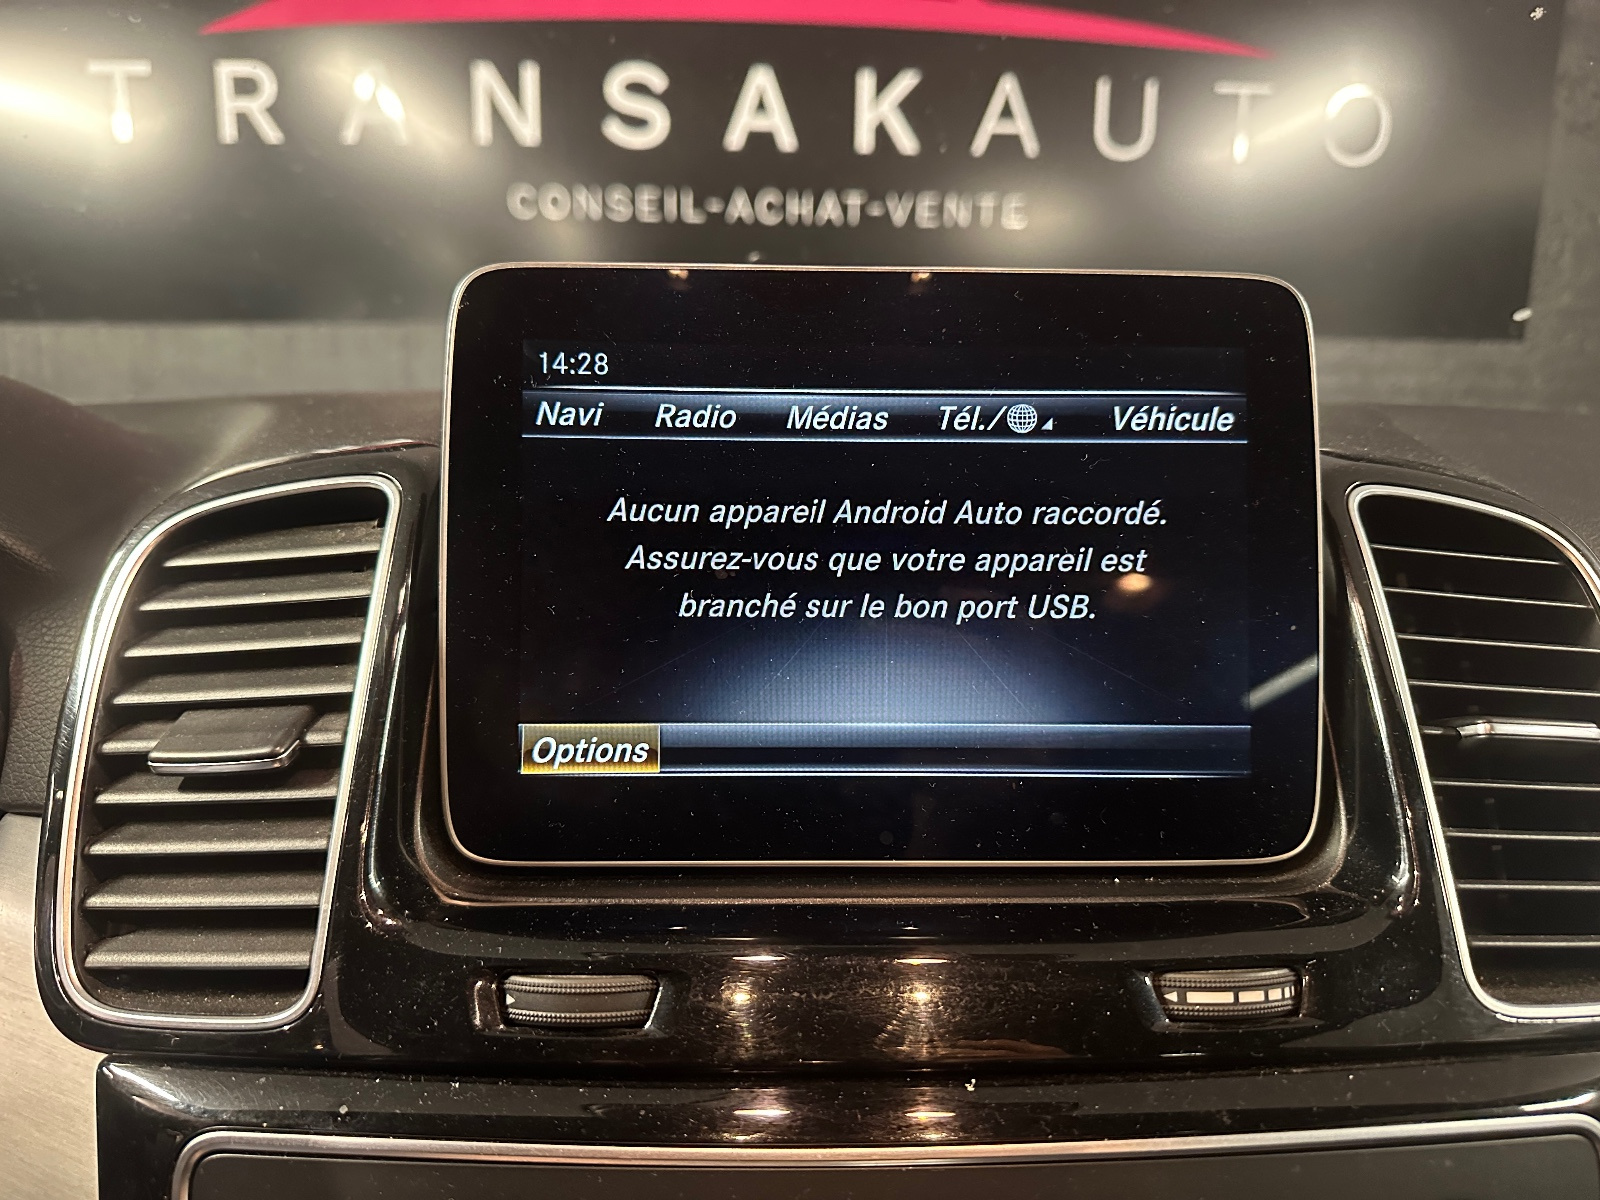 TRANSAKAUTO
CONSEIL-ACHAT-VENTE
14:28
Navi Radio Médias Tél./ Véhicule
Aucun appareil Android Auto raccordé.
Assurez-vous que votre appareil est
branché sur le bon port USB.
Options